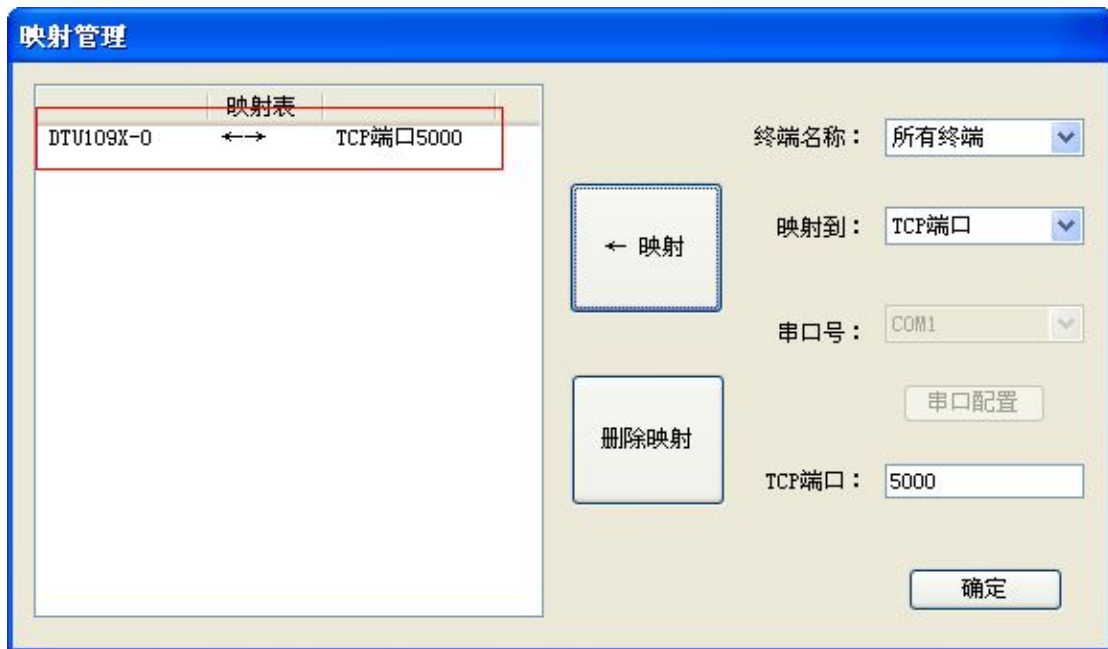 映射管理
映射表
DTU109X-0 ←→ TCP端口5000
终端名称： 所有终端
映射到： TCP端口
← 映射
串口号： COM1
串口配置
删除映射
TCP端口： 5000
确定